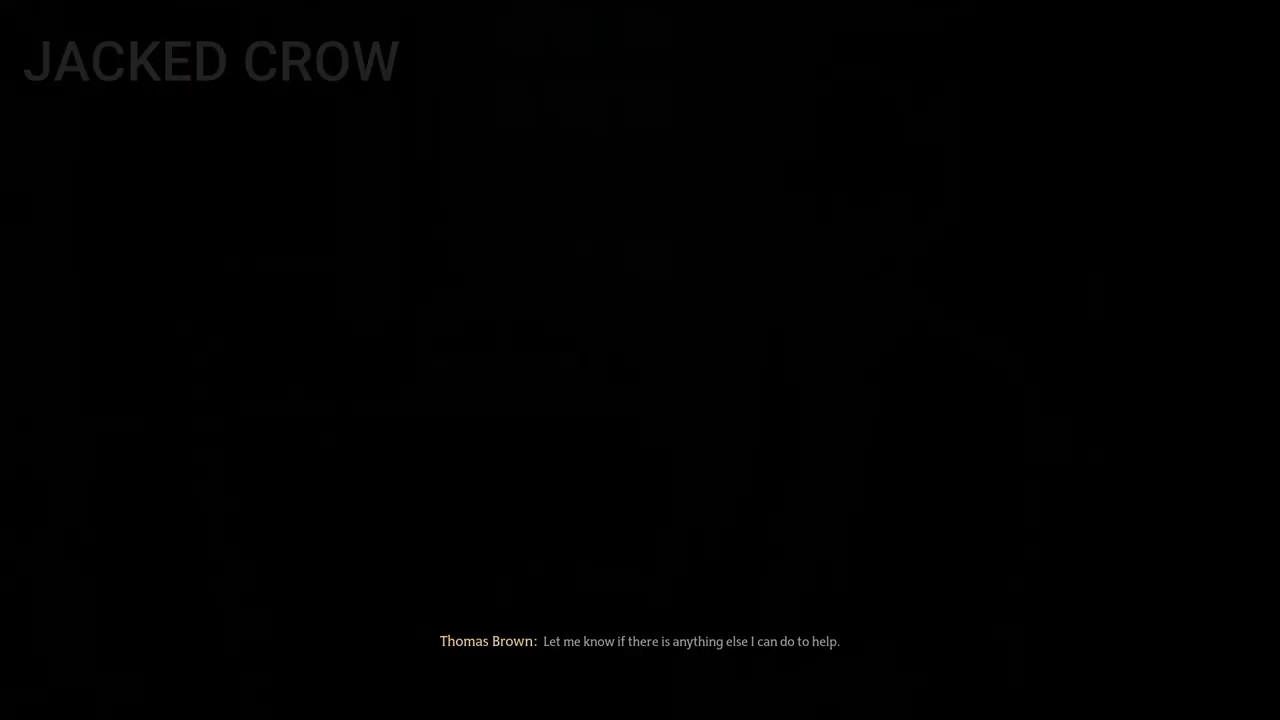 JACKED CROW
Thomas Brown: Let me know if there is anything else I can do to help.